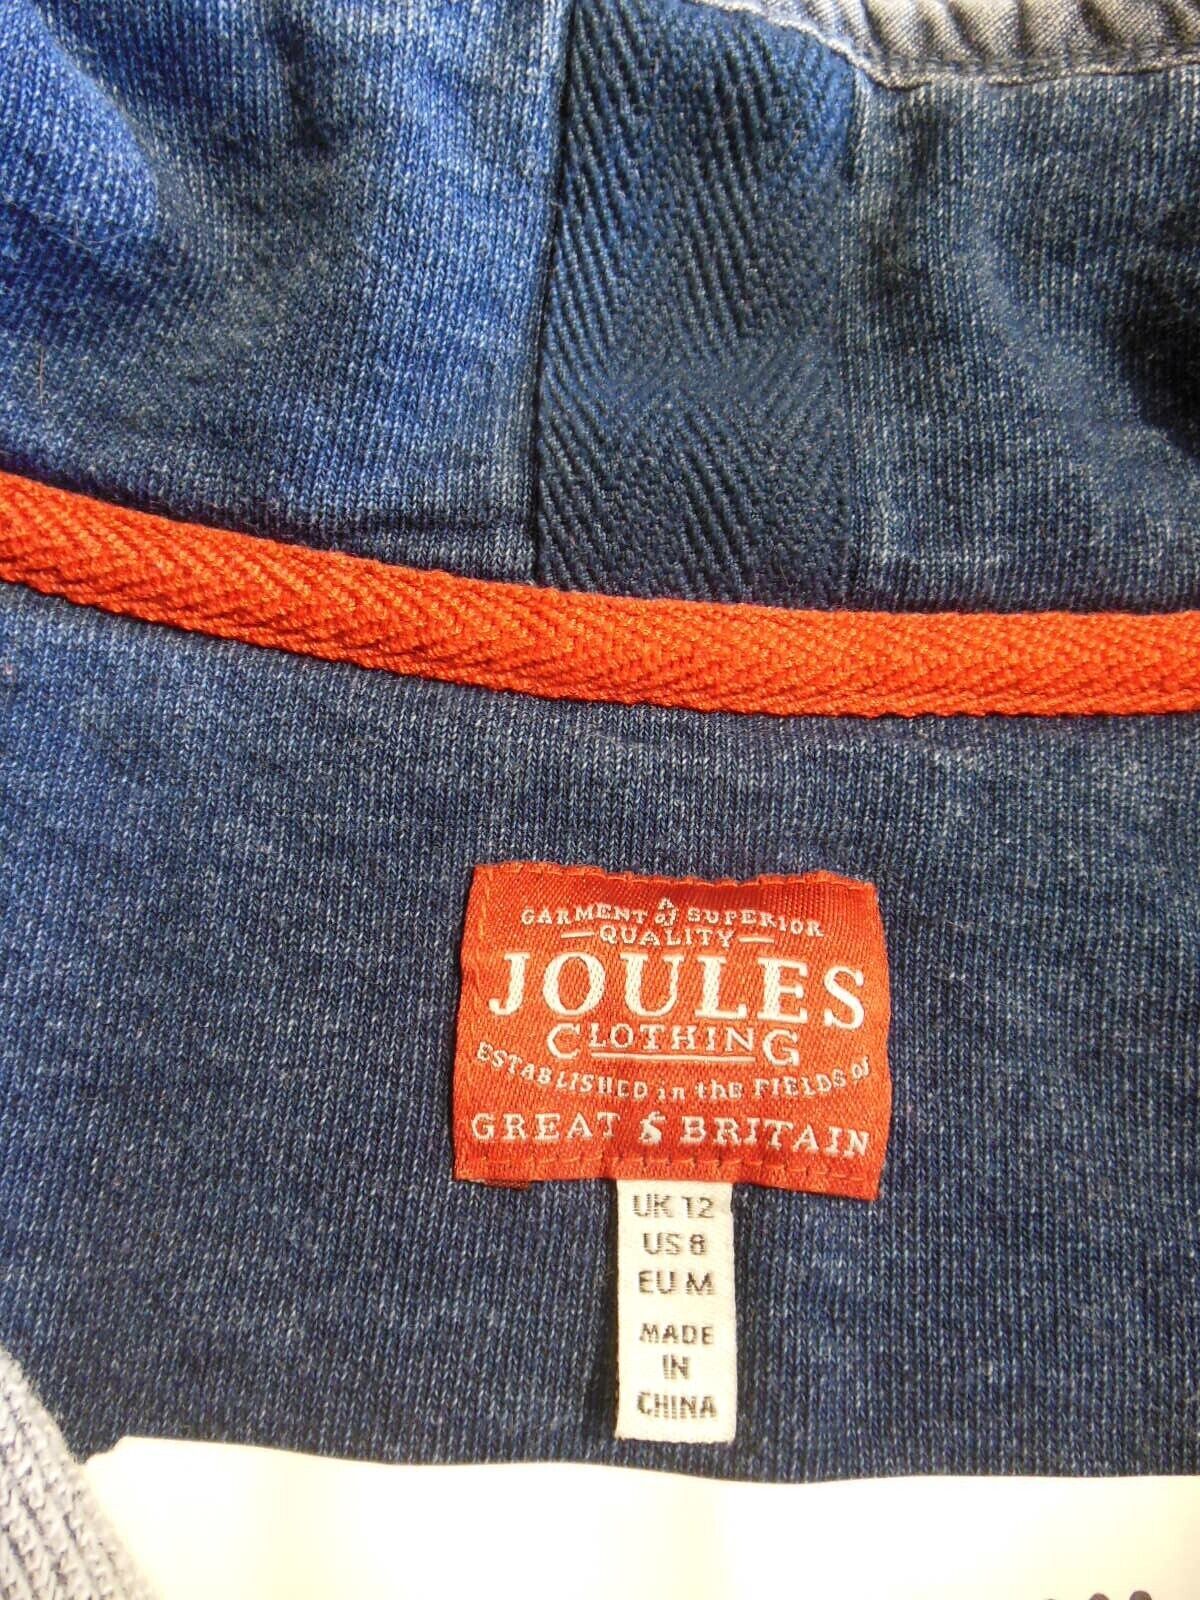 A
GARMENT of SUPERIOR
QUALITY
JOULES
CLOTHING
ESTABLISHED in the FIELDS OF
GREAT BRITAIN
UK 12
US 8
EU M
MADE
IN
CHINA